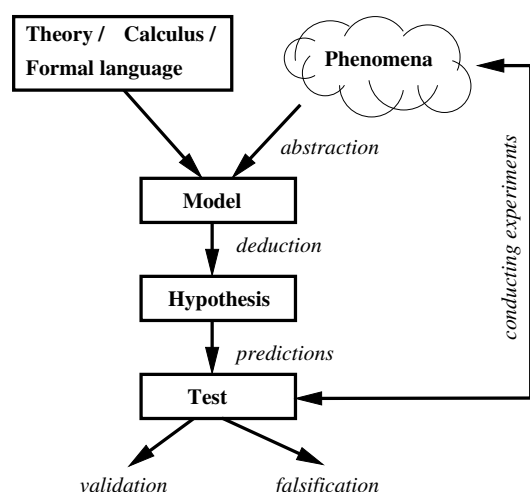 Theory / Calculus /
Formal language
Phenomena
abstraction
Model
deduction
Hypothesis
predictions
Test
validation
falsification
conducting experiments